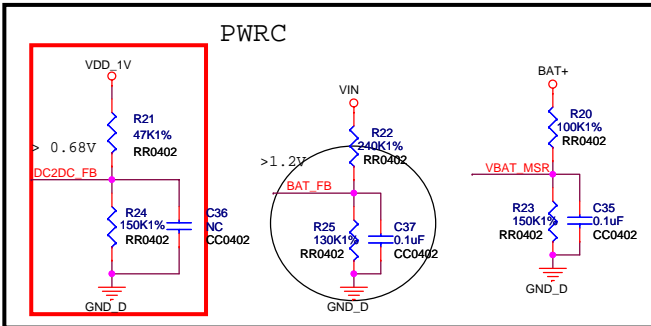 PWRC
VDD_1V
R21
47K1%
RR0402
> 0.68V
DC2DC_FB
R24
150K1%
RR0402
C36
NC
CC0402
GND_D
VIN
R22
240K1%
RR0402
>1.2V
BAT_FB
R25
130K1%
RR0402
C37
0.1uF
CC0402
GND_D
BAT+
R20
100K1%
RR0402
VBAT_MSR
R23
150K1%
RR0402
C35
0.1uF
CC0402
GND_D